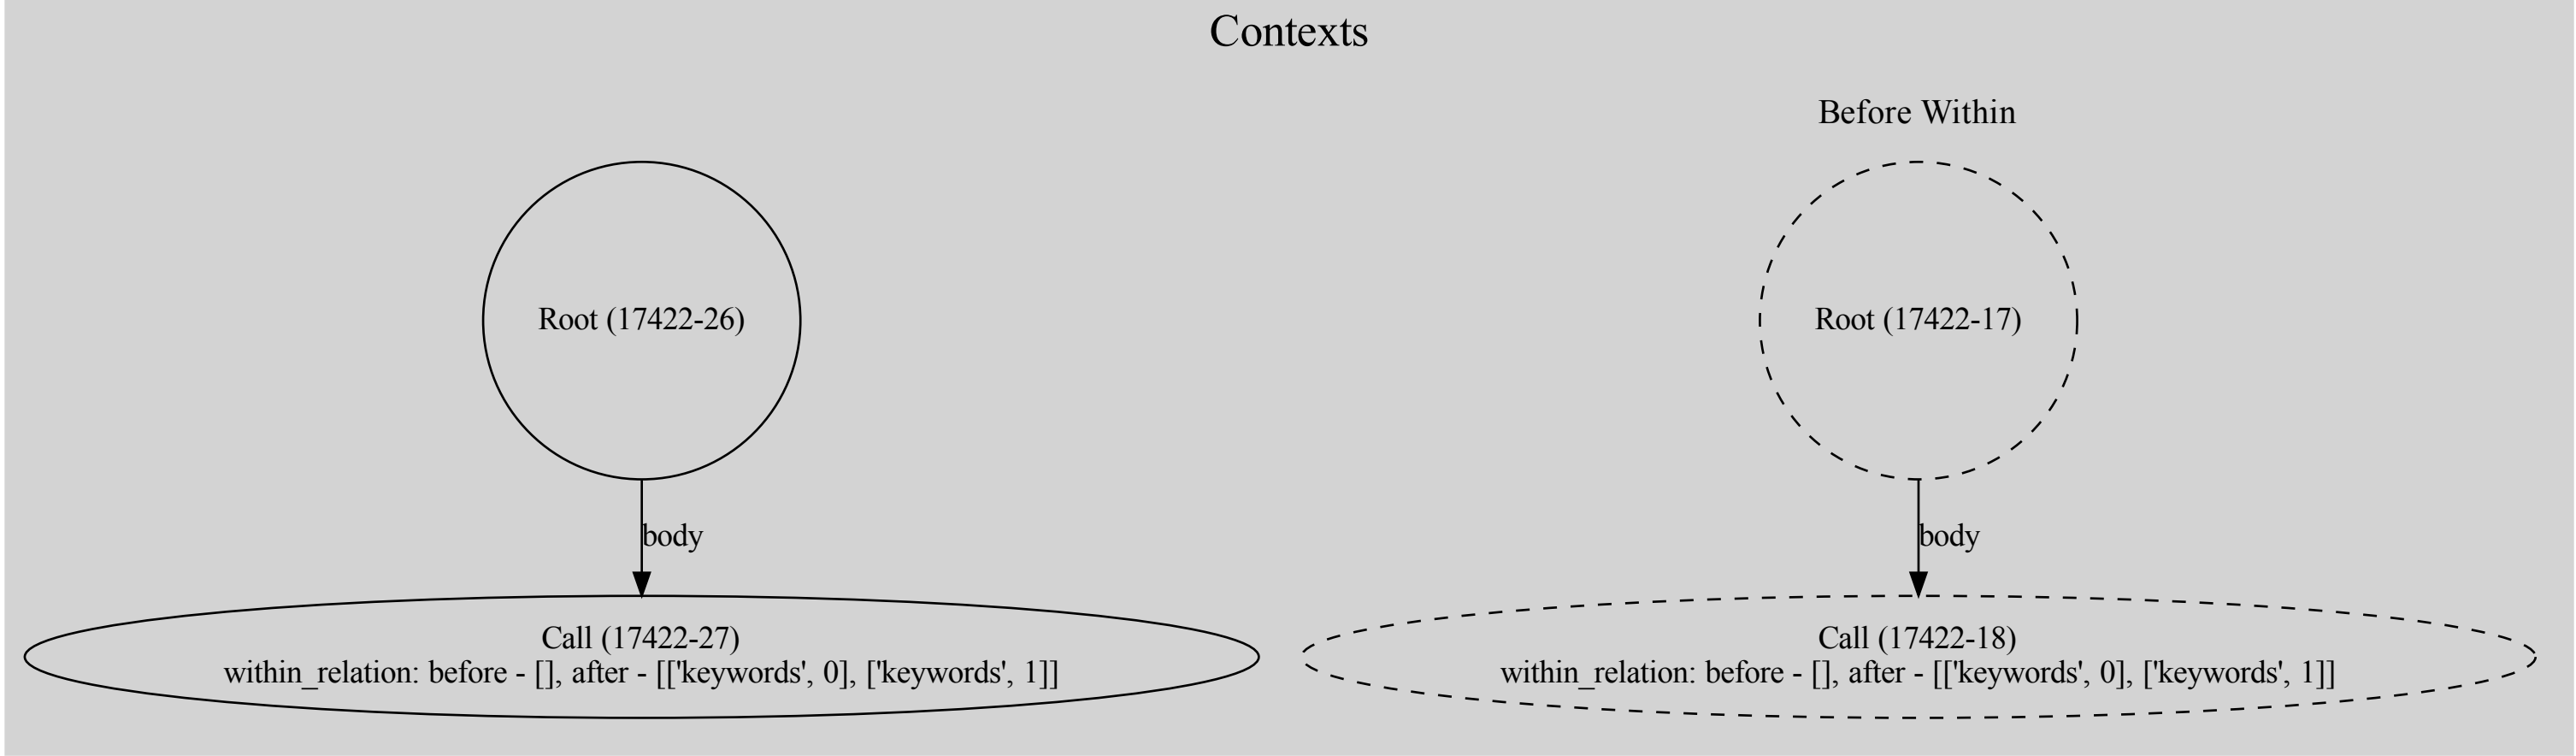 Contexts
Before Within
Root (17422-26)
Root (17422-17)
body
body
Call (17422-27)
within_relation: before - [], after - [['keywords', 0], ['keywords', 1]]
Call (17422-18)
within_relation: before - [], after - [['keywords', 0], ['keywords', 1]]